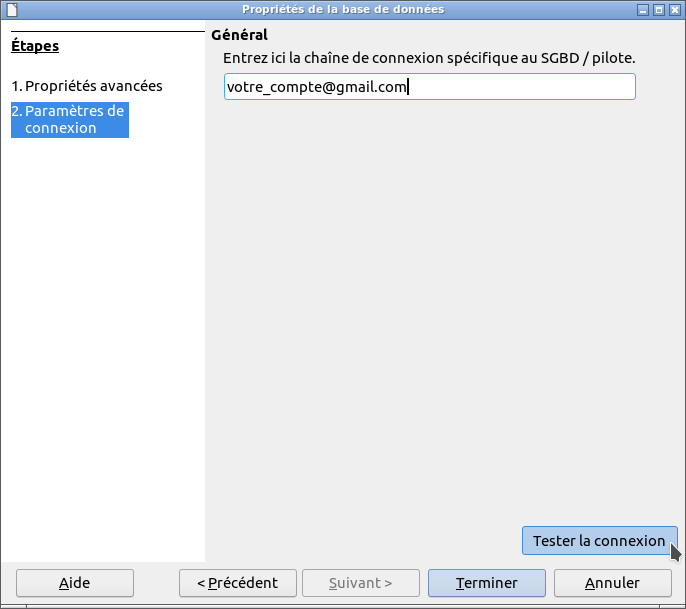 Propriétés de la base de données
Étapes
1. Propriétés avancées
2. Paramètres de
connexion
Général
Entrez ici la chaîne de connexion spécifique au SGBD / pilote.
votre_compte@gmail.com
Tester la connexion
Aide
< Précédent
Suivant >
Terminer
Annuler